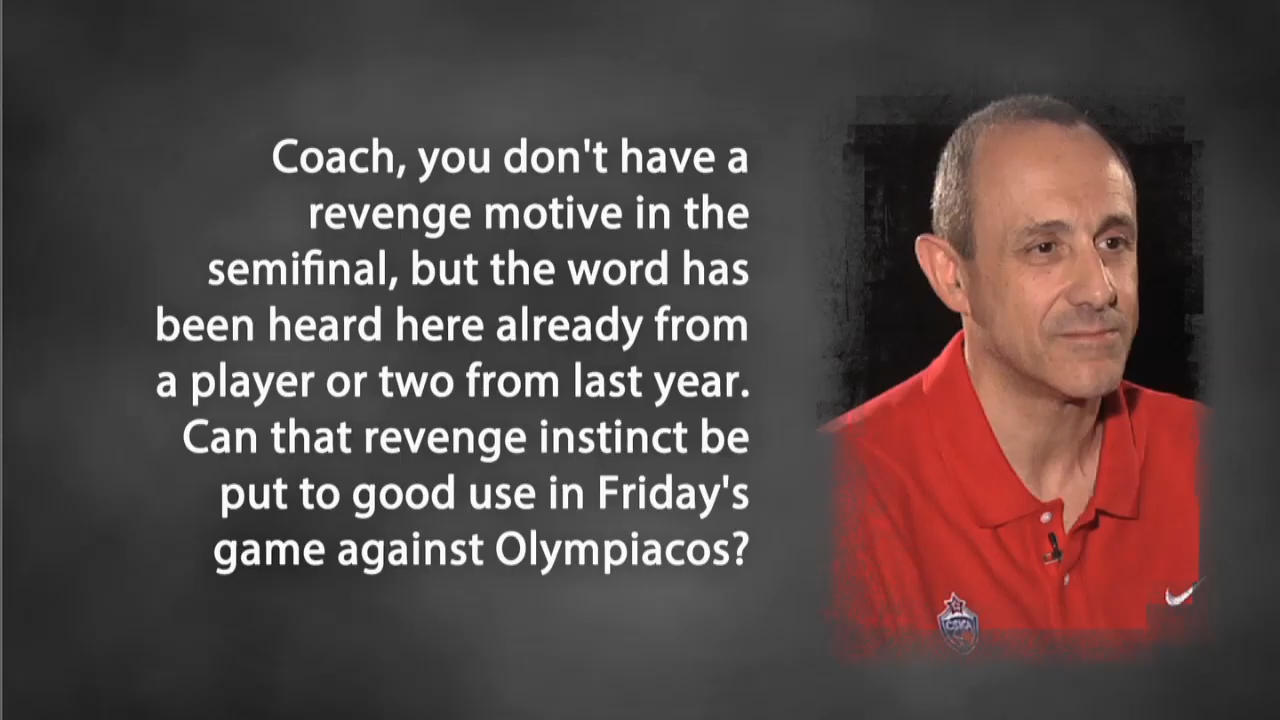 Coach, you don't have a
revenge motive in the
semifinal, but the word has
been heard here already from
a player or two from last year.
Can that revenge instinct be
put to good use in Friday's
game against Olympiacos?
CSKA